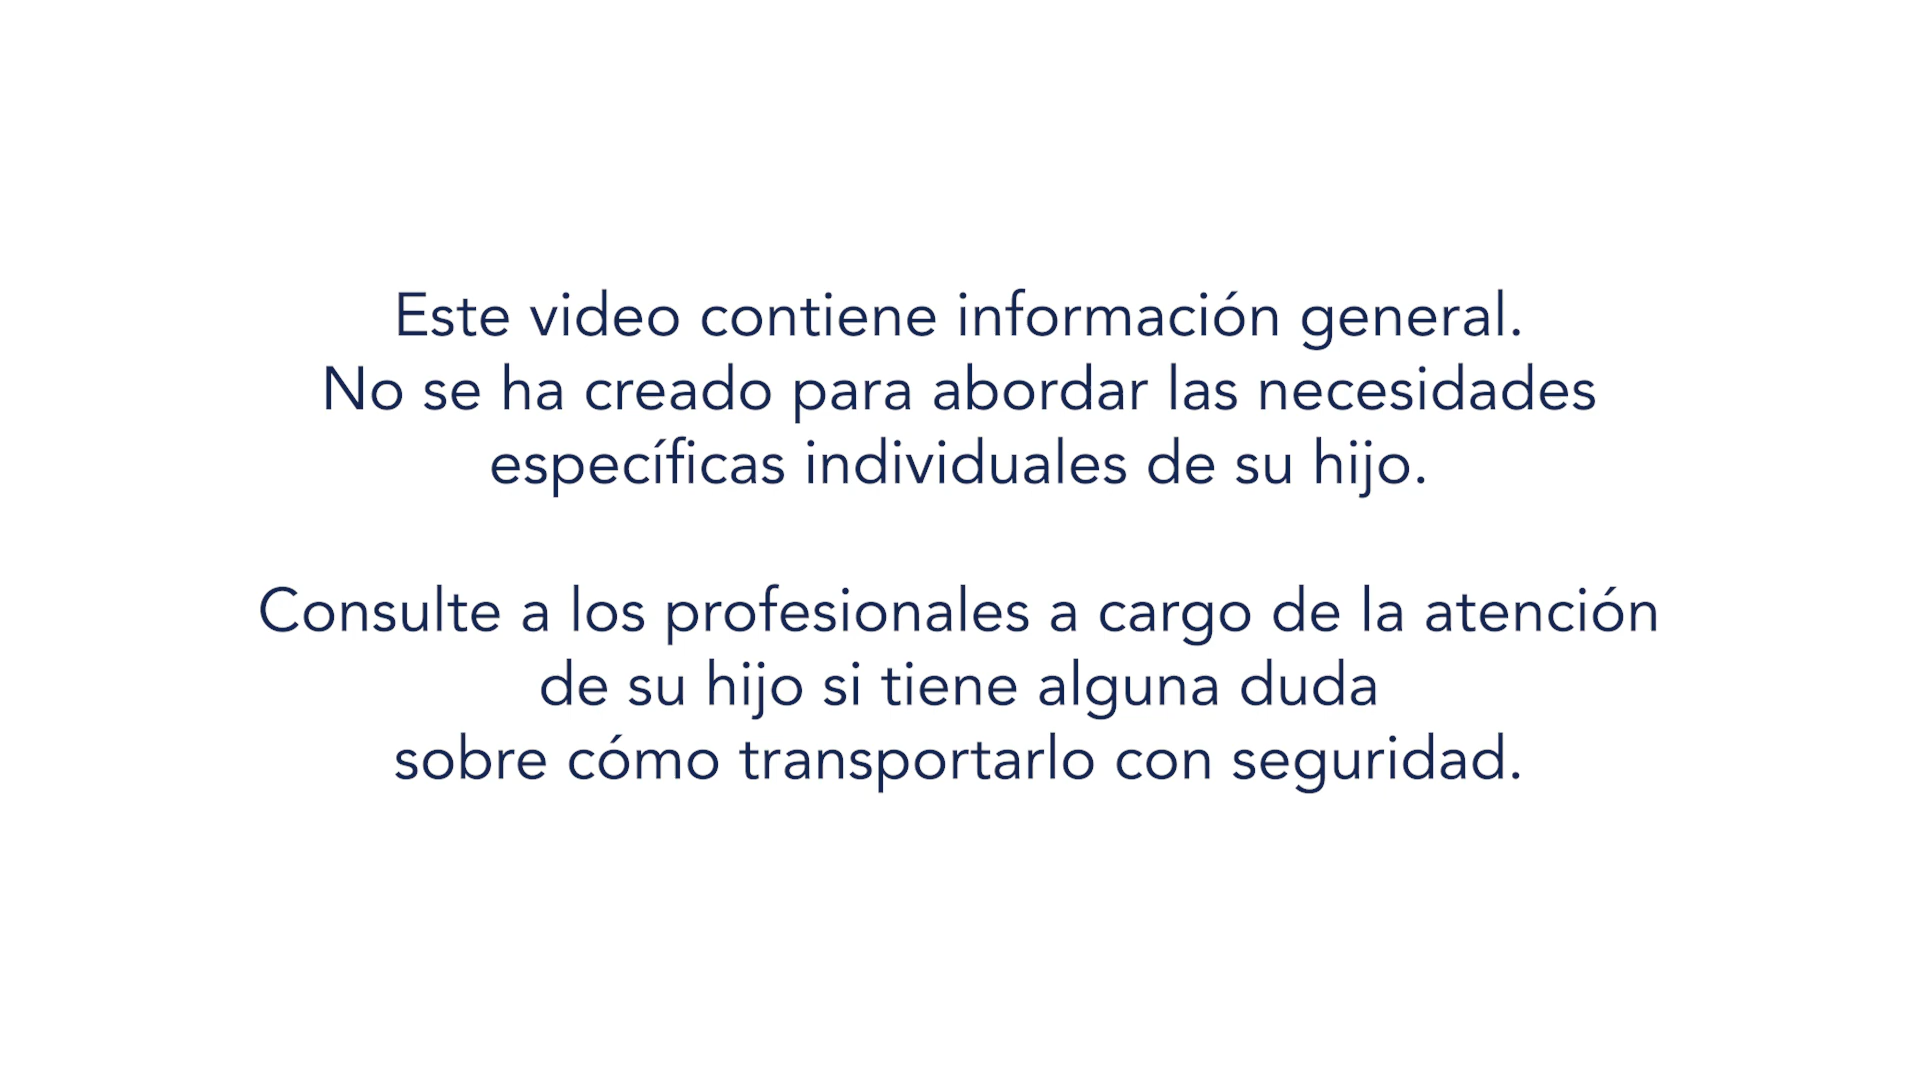 Este video contiene información general.
No se ha creado para abordar las necesidades
específicas individuales de su hijo.
Consulte a los profesionales a cargo de la atención
de su hijo si tiene alguna duda
sobre cómo transportarlo con seguridad.